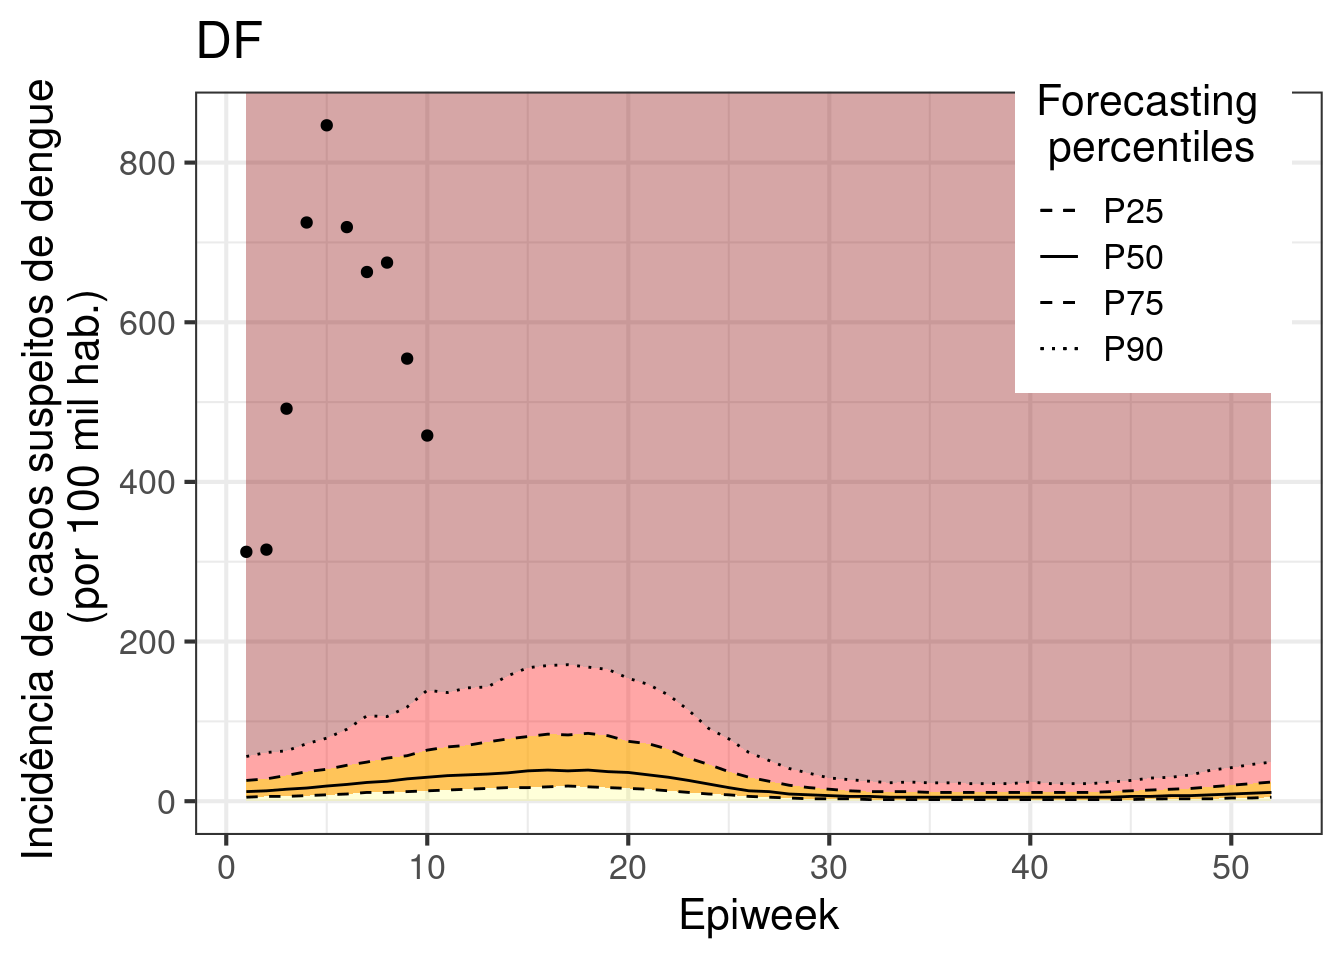 DF
Incidência de casos suspeitos de dengue
(por 100 mil hab.)
800
600
400
200
0
Forecasting
percentiles
P25
P50
P75
P90
0 10 20 30 40 50
Epiweek